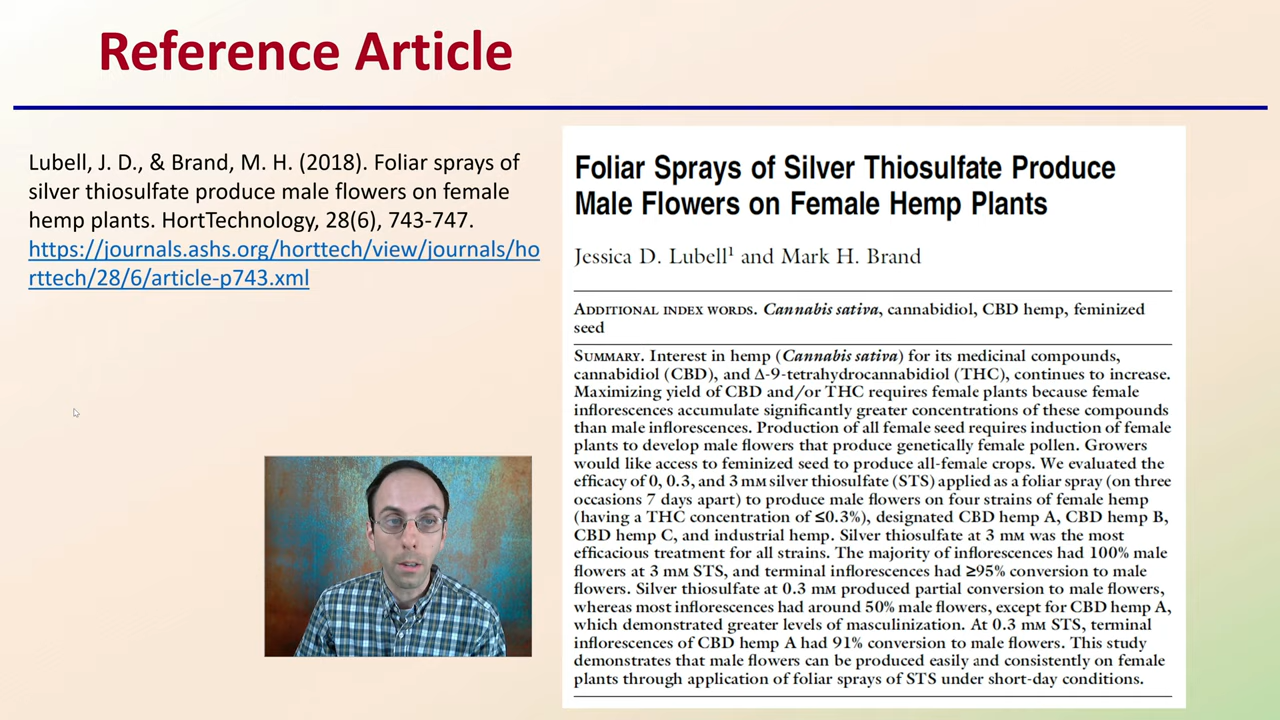 Reference Article
Lubell, J. D., & Brand, M. H. (2018). Foliar sprays of
silver thiosulfate produce male flowers on female
hemp plants. HortTechnology, 28(6), 743-747.
https://journals.ashs.org/horttech/view/journals/ho
rttech/28/6/article-p743.xml
Foliar Sprays of Silver Thiosulfate Produce
Male Flowers on Female Hemp Plants
Jessica D. Lubell¹ and Mark H. Brand
ADDITIONAL INDEX WORDS. Cannabis sativa, cannabidiol, CBD hemp, feminized
seed
SUMMARY. Interest in hemp (Cannabis sativa) for its medicinal compounds,
cannabidiol (CBD), and Δ-9-tetrahydrocannabidiol (THC), continues to increase.
Maximizing yield of CBD and/or THC requires female plants because female
inflorescences accumulate significantly greater concentrations of these compounds
than male inflorescences. Production of all female seed requires induction of female
plants to develop male flowers that produce genetically female pollen. Growers
would like access to feminized seed to produce all-female crops. We evaluated the
efficacy of 0, 0.3, and 3 mM silver thiosulfate (STS) applied as a foliar spray (on three
occasions 7 days apart) to produce male flowers on four strains of female hemp
(having a THC concentration of ≤0.3%), designated CBD hemp A, CBD hemp B,
CBD hemp C, and industrial hemp. Silver thiosulfate at 3 mM was the most
efficacious treatment for all strains. The majority of inflorescences had 100% male
flowers at 3 mM STS, and terminal inflorescences had ≥95% conversion to male
flowers. Silver thiosulfate at 0.3 mM produced partial conversion to male flowers,
whereas most inflorescences had around 50% male flowers, except for CBD hemp A,
which demonstrated greater levels of masculinization. At 0.3 mM STS, terminal
inflorescences of CBD hemp A had 91% conversion to male flowers. This study
demonstrates that male flowers can be produced easily and consistently on female
plants through application of foliar sprays of STS under short-day conditions.